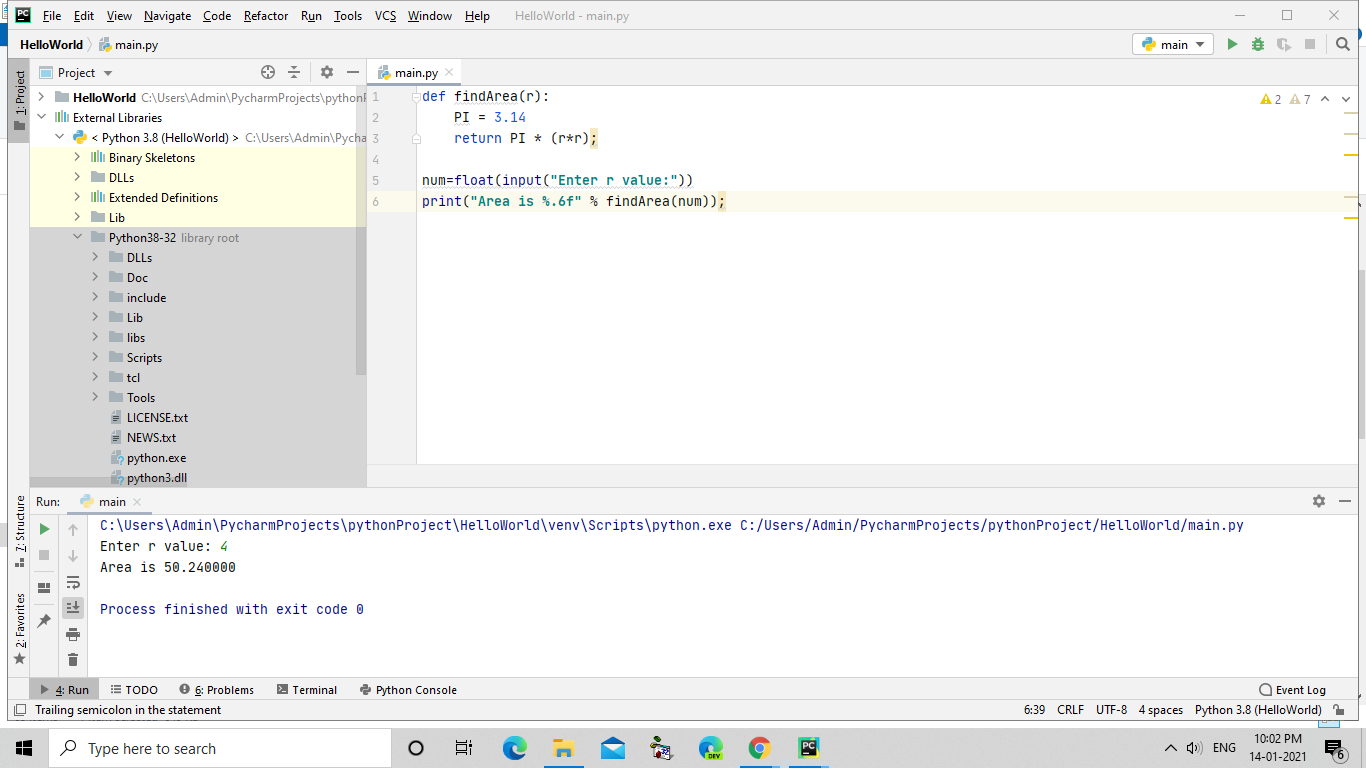 PC File Edit View Navigate Code Refactor Run Tools VCS Window Help HelloWorld - main.py
HelloWorld main.py main
1: Project
Project main.py
HelloWorld C:\Users\Admin\PycharmProjects\python
External Libraries
< Python 3.8 (HelloWorld) > C:\Users\Admin\Pycha
Binary Skeletons
DLLs
Extended Definitions
Lib
Python38-32 library root
DLLs
Doc
include
Lib
libs
Scripts
tcl
Tools
LICENSE.txt
NEWS.txt
python.exe
python3.dll
1 def findArea(r): 2 7
2 PI = 3.14
3 return PI * (r*r);
4
5 num=float(input("Enter r value:"))
6 print("Area is %.6f" % findArea(num));
7: Structure
2: Favorites
Run: main
C:\Users\Admin\PycharmProjects\pythonProject\HelloWorld\venv\Scripts\python.exe C:/Users/Admin/PycharmProjects/pythonProject/HelloWorld/main.py
Enter r value: 4
Area is 50.240000
Process finished with exit code 0
4: Run TODO 6: Problems Terminal Python Console Event Log
Trailing semicolon in the statement 6:39 CRLF UTF-8 4 spaces Python 3.8 (HelloWorld)
Type here to search DEV PC ENG 10:02 PM
14-01-2021 6